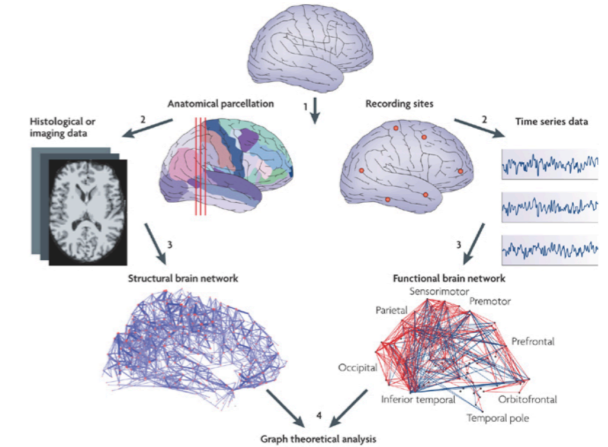 1
Anatomical parcellation
Recording sites
2
2
Histological or
imaging data
Time series data
3
3
Structural brain network
Functional brain network
Sensorimotor
Premotor
Parietal
Prefrontal
Occipital
Inferior temporal
Orbitofrontal
Temporal pole
4
Graph theoretical analysis